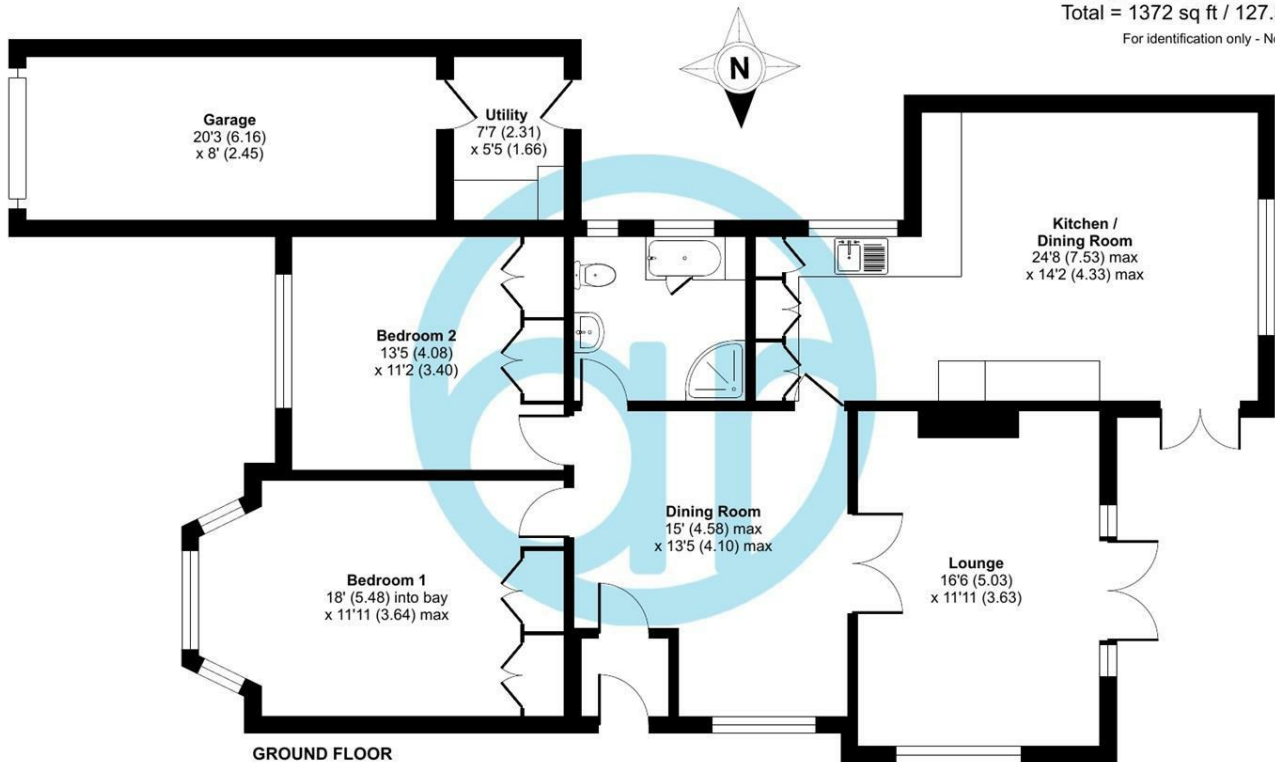 Total = 1372 sq ft / 127.
For identification only - No
N
Garage
20'3 (6.16)
x 8' (2.45)
Utility
7'7 (2.31)
x 5'5 (1.66)
Kitchen /
Dining Room
24'8 (7.53) max
x 14'2 (4.33) max
Bedroom 2
13'5 (4.08)
x 11'2 (3.40)
Dining Room
15' (4.58) max
x 13'5 (4.10) max
Lounge
16'6 (5.03)
x 11'11 (3.63)
Bedroom 1
18' (5.48) into bay
x 11'11 (3.64) max
GROUND FLOOR
ar